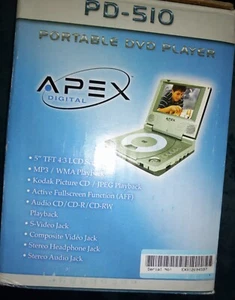 PD-510
PORTABLE DVD PLAYER
APEX
DIGITAL
• 5" TFT 4:3 LCD
• MP3 / WMA Playback
• Kodak Picture CD / JPEG Playback
• Active Fullscreen Function (AFF)
• Audio CD/CD-R/CD-RW
Playback
• S-Video Jack
• Composite Video Jack
• Stereo Headphone Jack
• Stereo Audio Jack
Serial No: